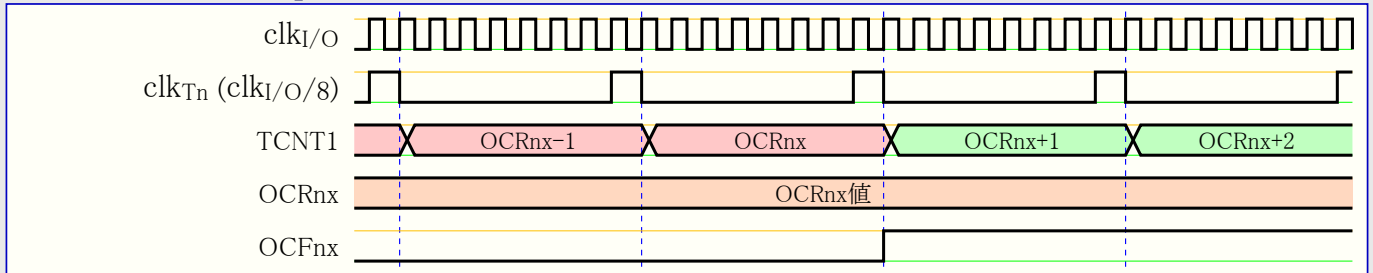 clkI/O
clkTn (clkI/O/8)
TCNT1 OCRnx-1 OCRnx OCRnx+1 OCRnx+2
OCRnx OCRnx値
OCFnx